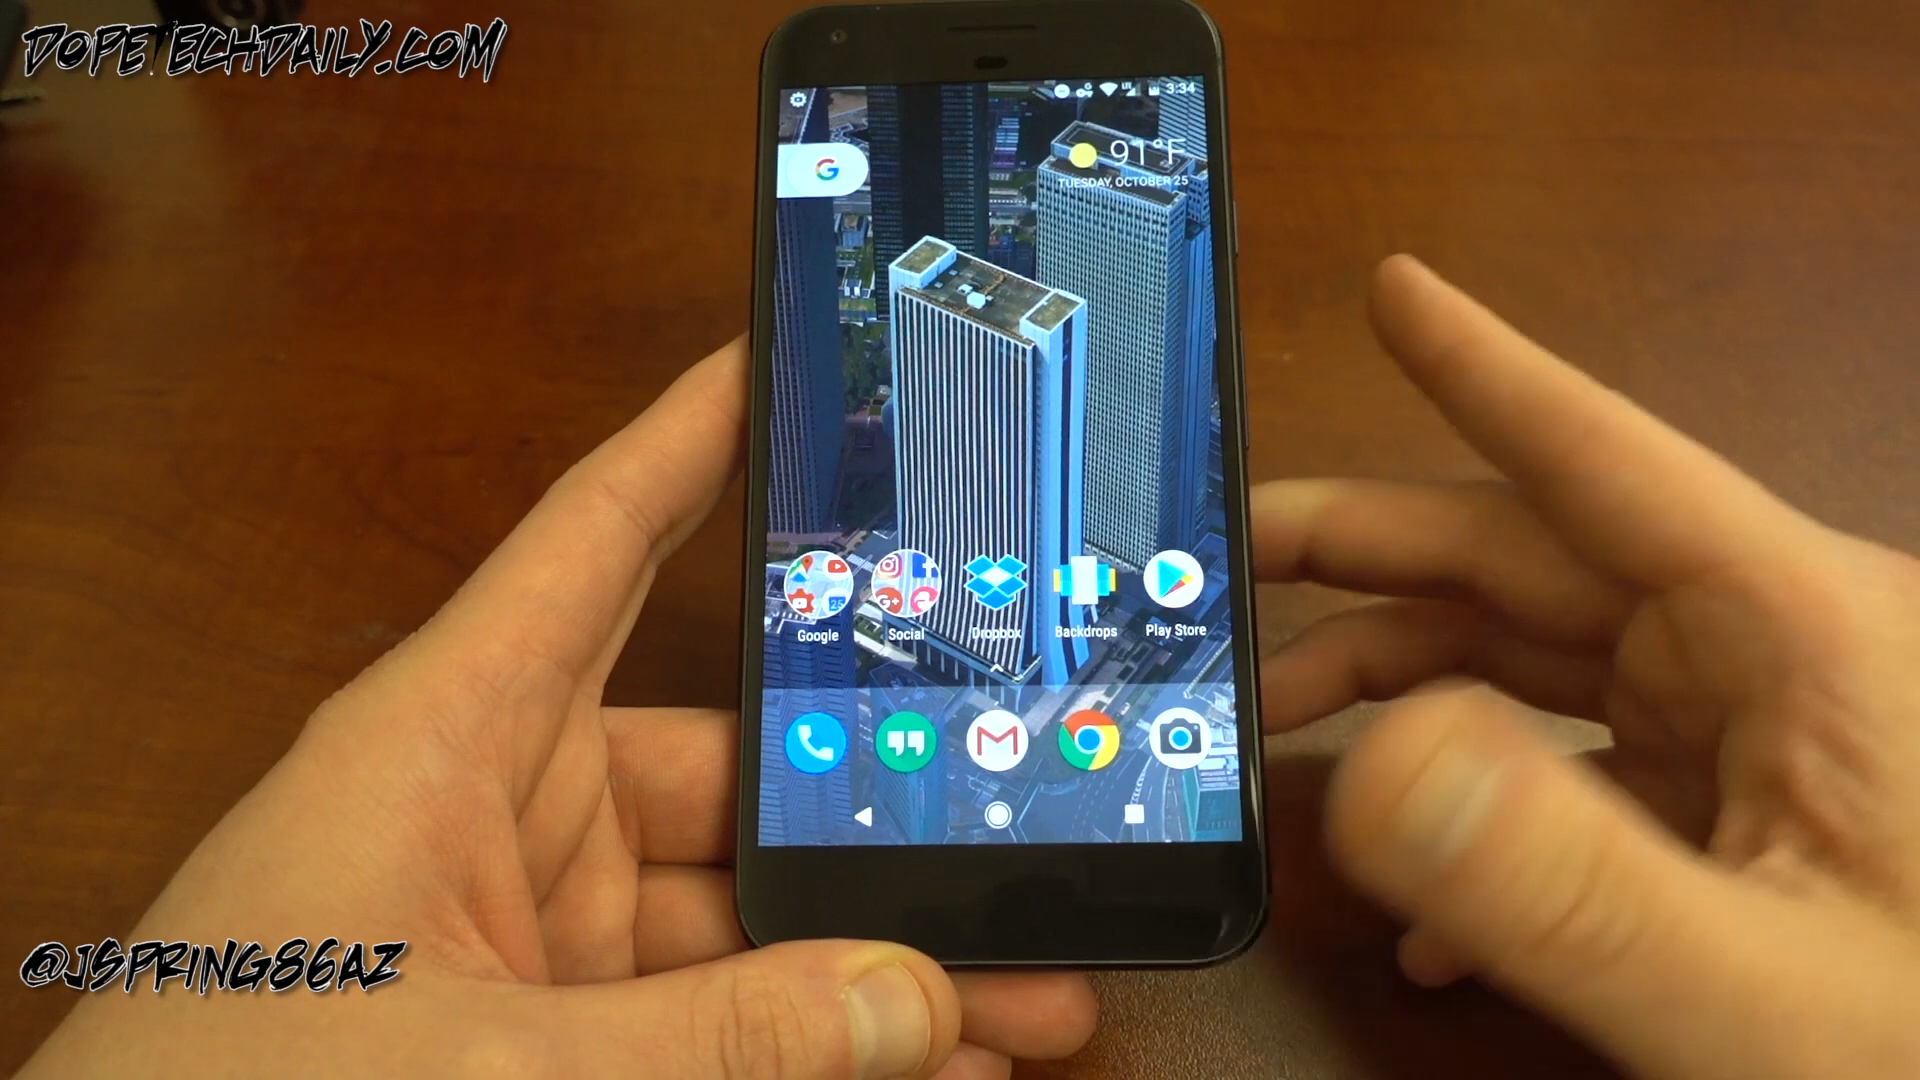 DOPETECHDAILY.COM
3:34
91°F
TUESDAY, OCTOBER 25
Google
Social
Dropbox
Backdrops
Play Store
@JSPRING86AZ